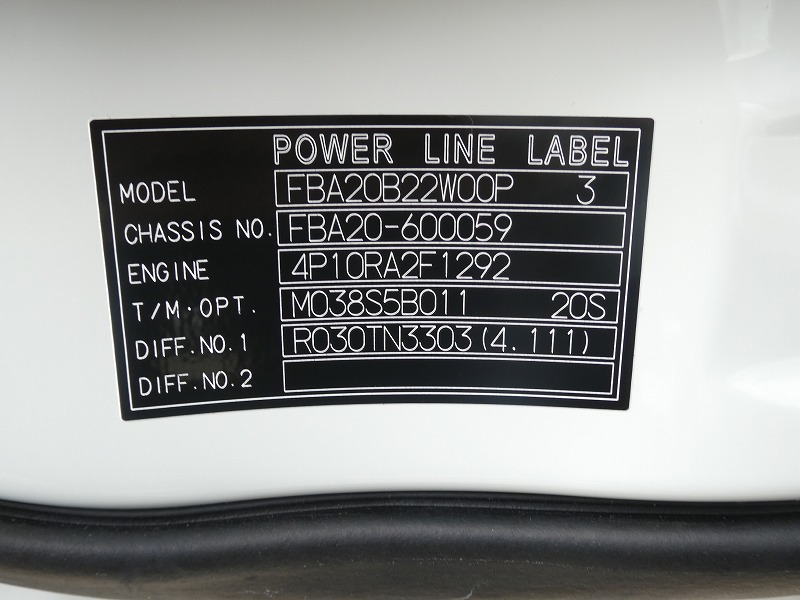 POWER LINE LABEL
MODEL FBA20B22W00P 3
CHASSIS NO. FBA20-600059
ENGINE 4P10RA2F1292
T/M·OPT. M038S5B011 20S
DIFF.NO.1 R030TN3303(4.111)
DIFF.NO.2